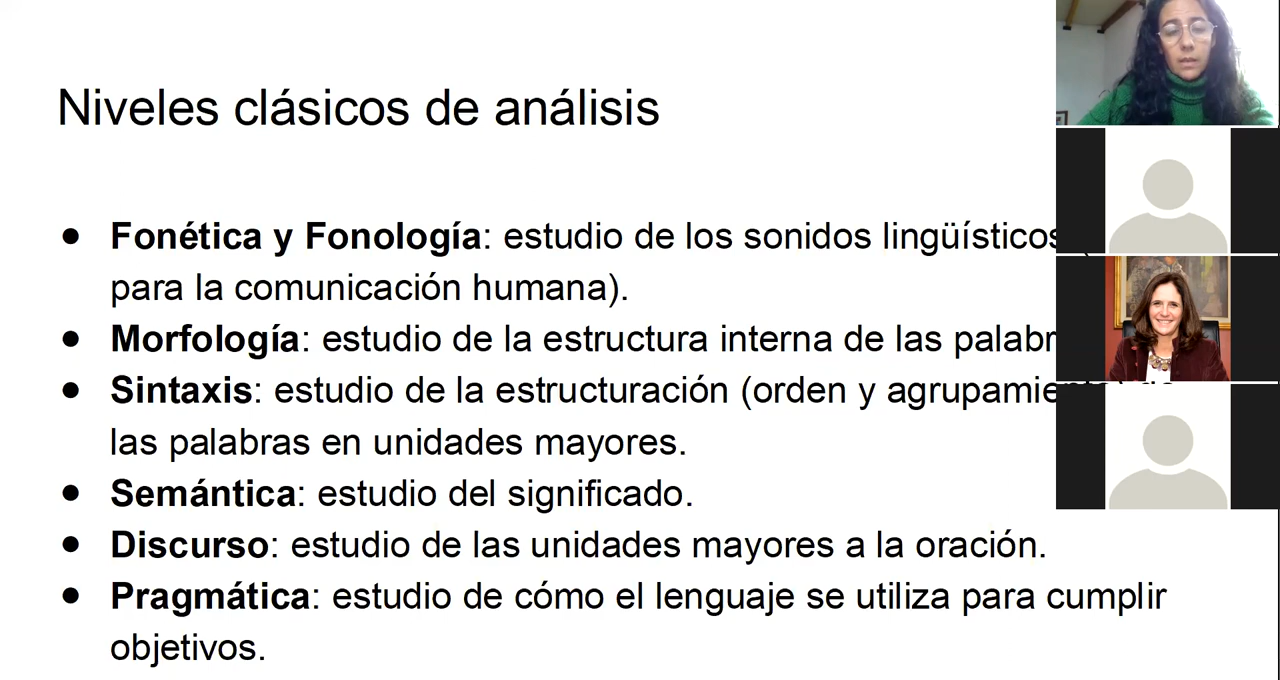 Niveles clásicos de análisis
● Fonética y Fonología: estudio de los sonidos lingüísticos
para la comunicación humana).
● Morfología: estudio de la estructura interna de las palabr
● Sintaxis: estudio de la estructuración (orden y agrupamiento) de
las palabras en unidades mayores.
● Semántica: estudio del significado.
● Discurso: estudio de las unidades mayores a la oración.
● Pragmática: estudio de cómo el lenguaje se utiliza para cumplir
objetivos.